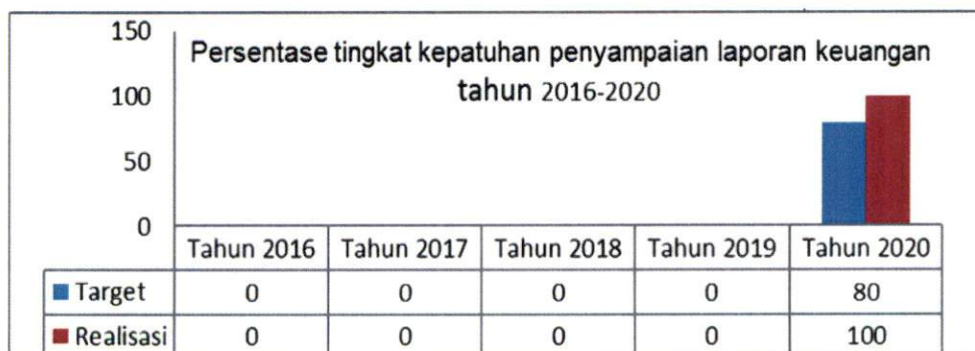 Persentase tingkat kepatuhan penyampaian laporan keuangan
tahun 2016-2020
150
100
50
0
Tahun 2016 Tahun 2017 Tahun 2018 Tahun 2019 Tahun 2020
Target 0 0 0 0 80
Realisasi 0 0 0 0 100